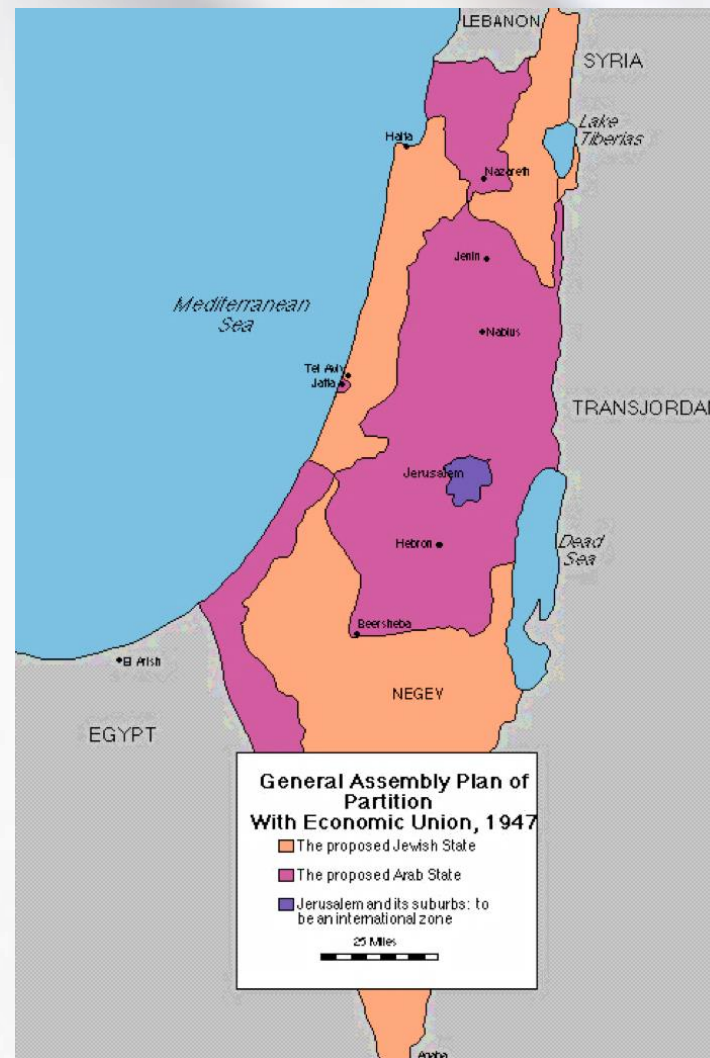 LEBANON
SYRIA
Lake
Tiberias
Haifa
Nazareth
Jenin
Mediterranean
Sea
Nablus
Tel Aviv
Jaffa
TRANSJORDAN
Jerusalem
Hebron
Dead
Sea
Beersheba
El Arish
NEGEV
EGYPT
General Assembly Plan of
Partition
With Economic Union, 1947
The proposed Jewish State
The proposed Arab State
Jerusalem and its suburbs: to
be an international zone
25 Miles
Aqaba